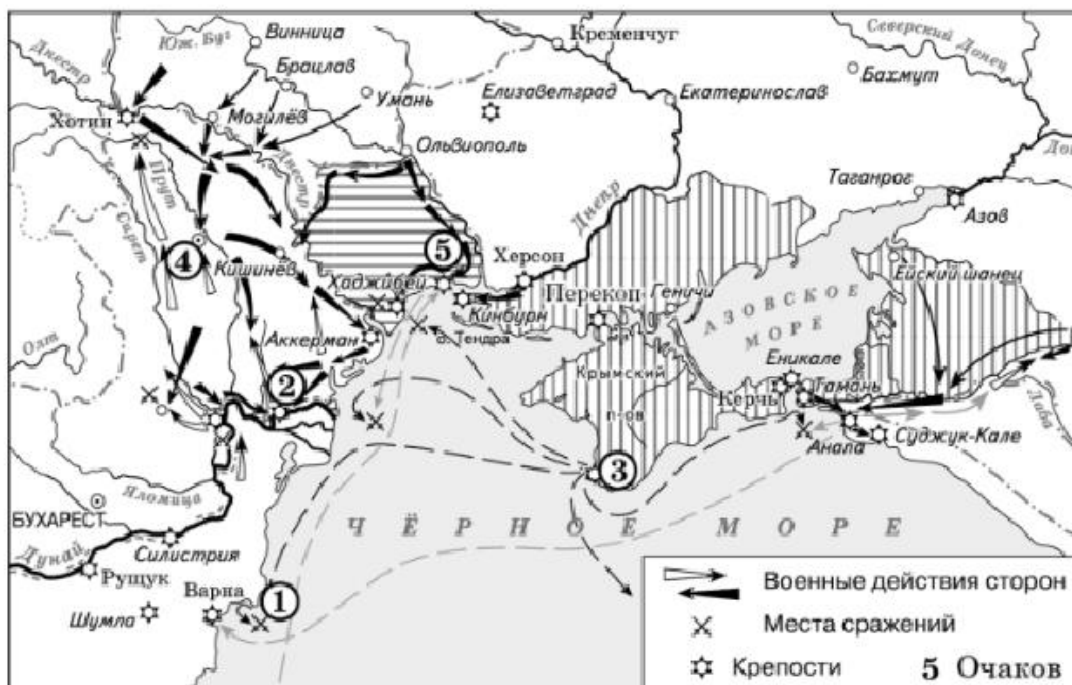 Днестр
Юж. Буг
Винница
Кременчуг
Северский Донец
Брацлав
Бахмут
Умань
Елизаветград
Екатеринослав
Хотин
Могилёв
Ольвиополь
Дон
Днестр
Таганрог
Прут
Днепр
Азов
Серет
4
5
Херсон
Кишинёв
Хаджибей
Ейский шанец
Перекоп
Геничи
Кинбурн
АЗОВСКОЕ
МОРЕ
Олт
Аккерман
о. Тендра
Еникале
2
Крымский
Тамань
п-ов
Керчь
Лаба
Анапа
Суджук-Кале
3
Яломица
БУХАРЕСТ
ЧЁРНОЕ МОРЕ
Силистрия
Дунай
Рущук
Варна
1
Шумла
Военные действия сторон
Места сражений
Крепости
5 Очаков